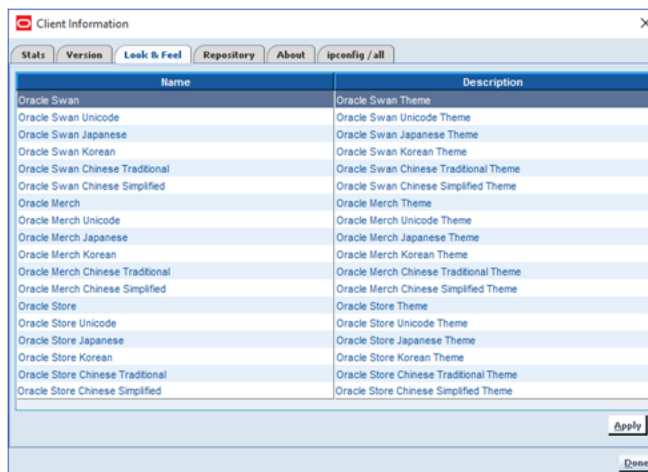 Client Information
Stats Version Look & Feel Repository About ipconfig /all
Name Description
Oracle Swan Oracle Swan Theme
Oracle Swan Unicode Oracle Swan Unicode Theme
Oracle Swan Japanese Oracle Swan Japanese Theme
Oracle Swan Korean Oracle Swan Korean Theme
Oracle Swan Chinese Traditional Oracle Swan Chinese Traditional Theme
Oracle Swan Chinese Simplified Oracle Swan Chinese Simplified Theme
Oracle Merch Oracle Merch Theme
Oracle Merch Unicode Oracle Merch Unicode Theme
Oracle Merch Japanese Oracle Merch Japanese Theme
Oracle Merch Korean Oracle Merch Korean Theme
Oracle Merch Chinese Traditional Oracle Merch Chinese Traditional Theme
Oracle Merch Chinese Simplified Oracle Merch Chinese Simplified Theme
Oracle Store Oracle Store Theme
Oracle Store Unicode Oracle Store Unicode Theme
Oracle Store Japanese Oracle Store Japanese Theme
Oracle Store Korean Oracle Store Korean Theme
Oracle Store Chinese Traditional Oracle Store Chinese Traditional Theme
Oracle Store Chinese Simplified Oracle Store Chinese Simplified Theme
Apply
Done